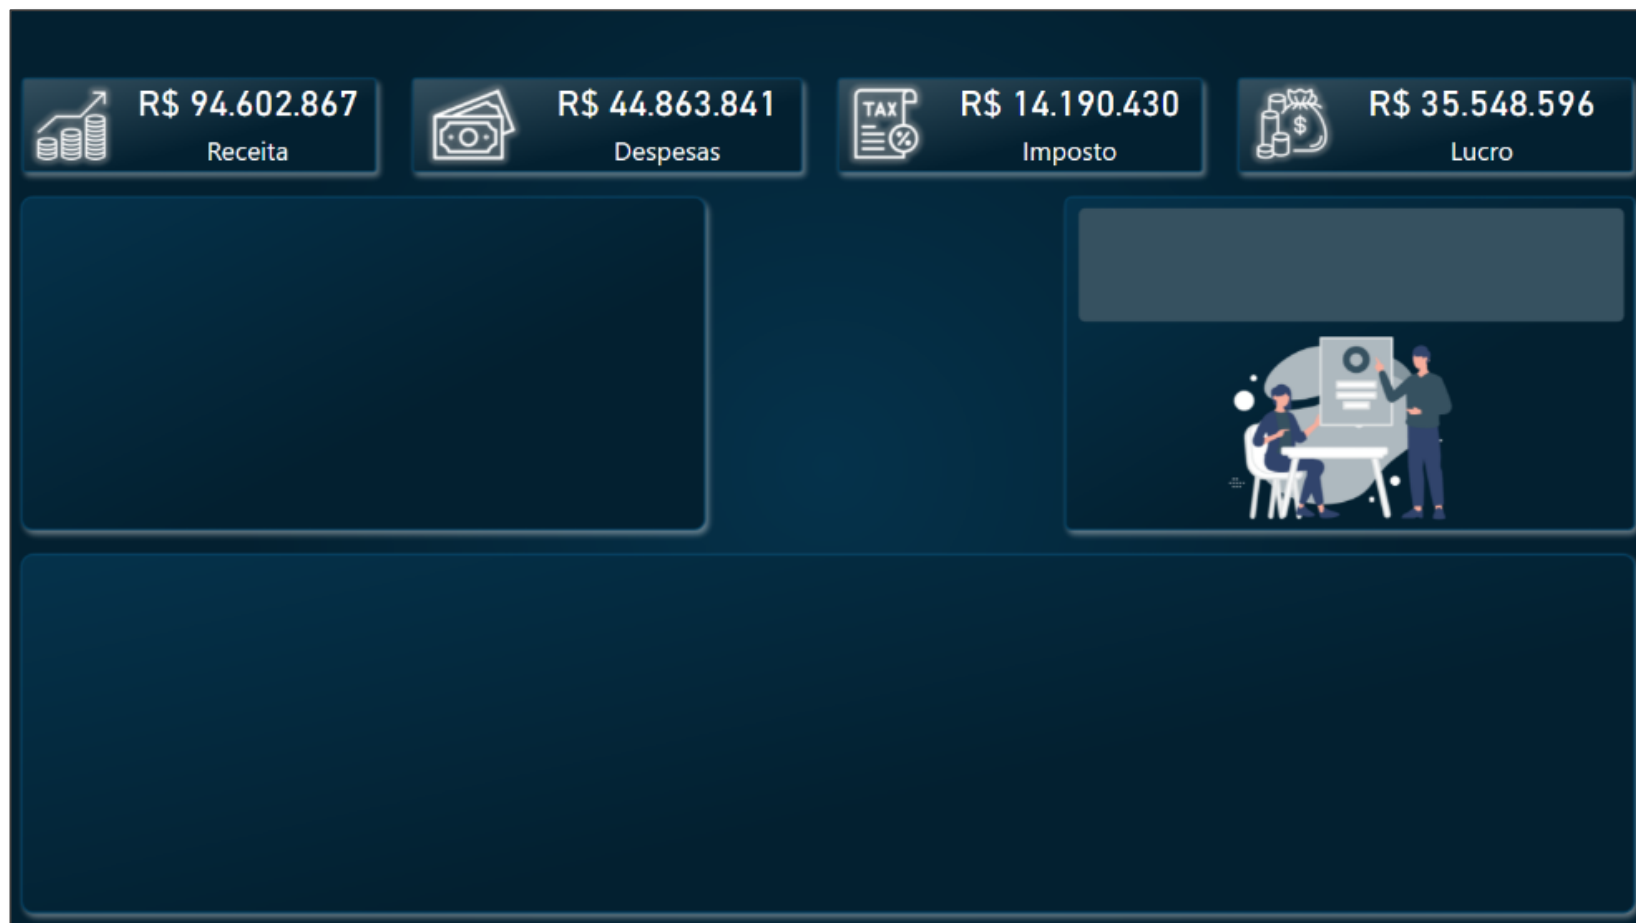 R$ 94.602.867
Receita
R$ 44.863.841
Despesas
TAX
R$ 14.190.430
Imposto
$
R$ 35.548.596
Lucro